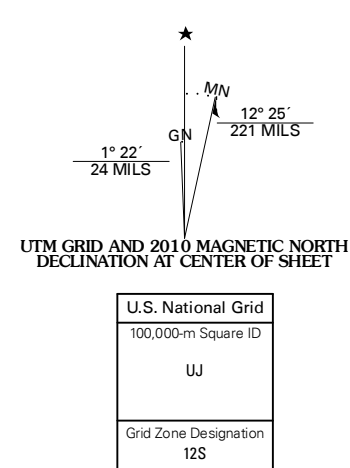 MN
12° 25´
221 MILS
GN
1° 22´
24 MILS
UTM GRID AND 2010 MAGNETIC NORTH
DECLINATION AT CENTER OF SHEET
U.S. National Grid
100,000-m Square ID
UJ
Grid Zone Designation
12S